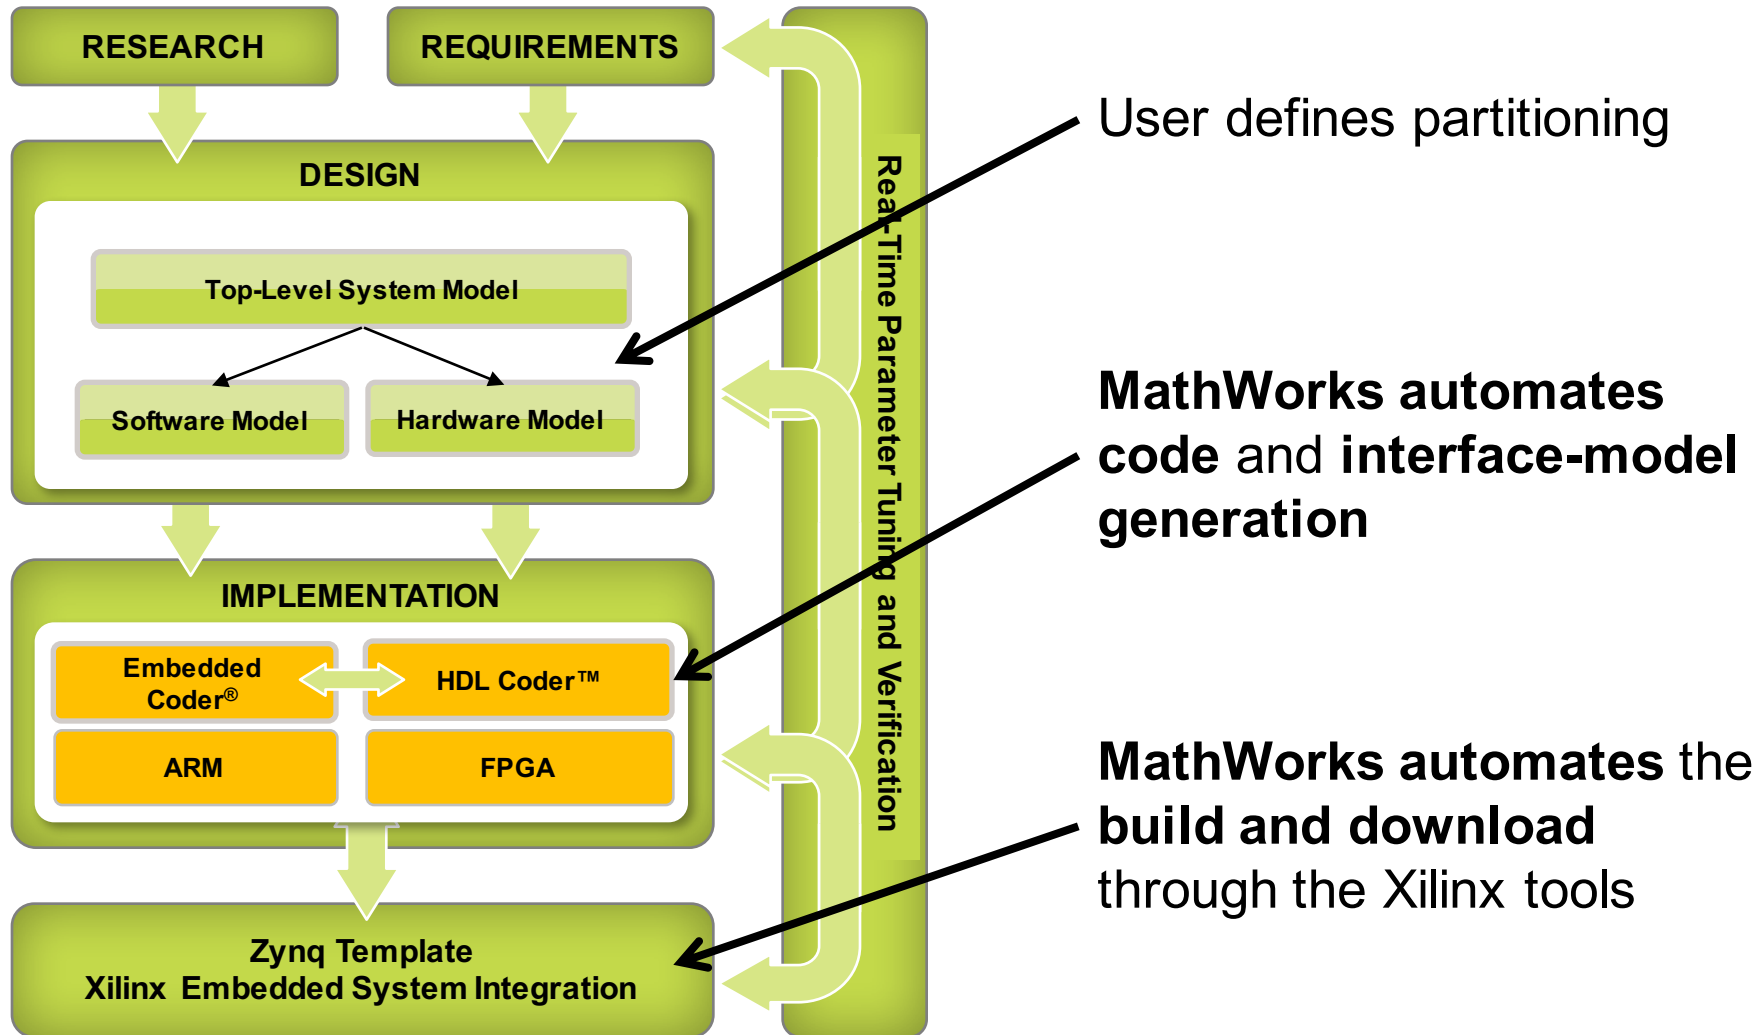 RESEARCH
REQUIREMENTS
DESIGN
Top-Level System Model
Software Model
Hardware Model
IMPLEMENTATION
Embedded
Coder®
HDL Coder™
ARM
FPGA
Zynq Template
Xilinx Embedded System Integration
Real-Time Parameter Tuning and Verification
User defines partitioning
MathWorks automates
code and interface-model
generation
MathWorks automates the
build and download
through the Xilinx tools